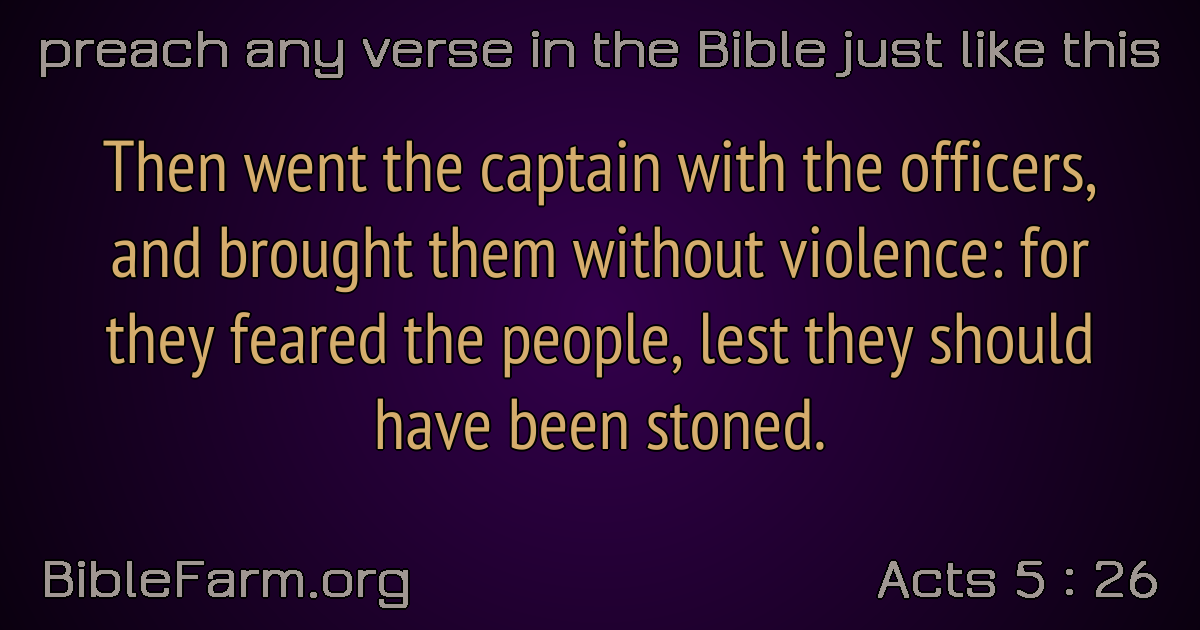 preach any verse in the Bible just like this
Then went the captain with the officers,
and brought them without violence: for
they feared the people, lest they should
have been stoned.
BibleFarm.org
Acts 5 : 26